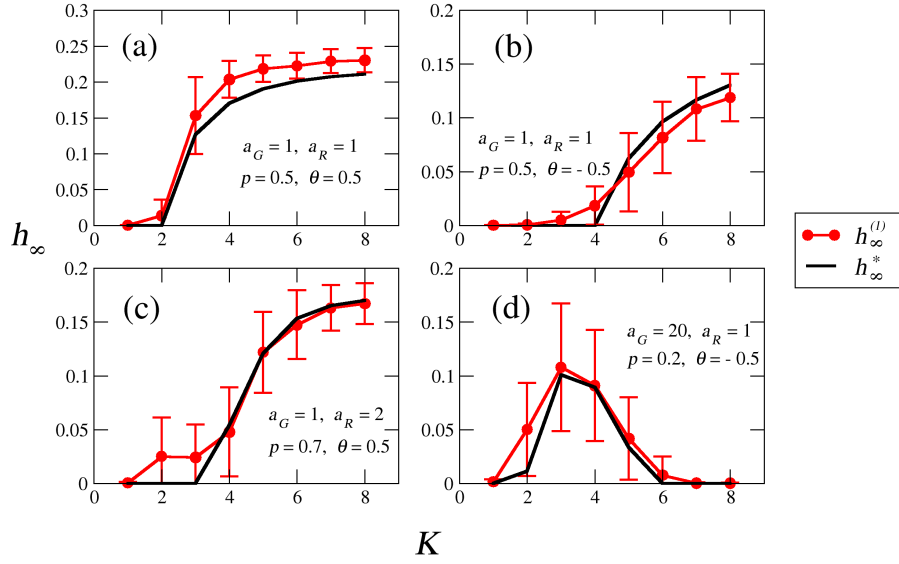 0.3
0.25
0.2
0.15
0.1
0.05
0
0 2 4 6 8
(a)
a_G = 1, a_R = 1
p = 0.5, θ = 0.5
0.15
0.1
0.05
0
0 2 4 6 8
(b)
a_G = 1, a_R = 1
p = 0.5, θ = - 0.5
h_∞
h_∞^(1)
h_∞^*
0.2
0.15
0.1
0.05
0
0 2 4 6 8
(c)
a_G = 1, a_R = 2
p = 0.7, θ = 0.5
0.2
0.15
0.1
0.05
0
0 2 4 6 8
(d)
a_G = 20, a_R = 1
p = 0.2, θ = - 0.5
K